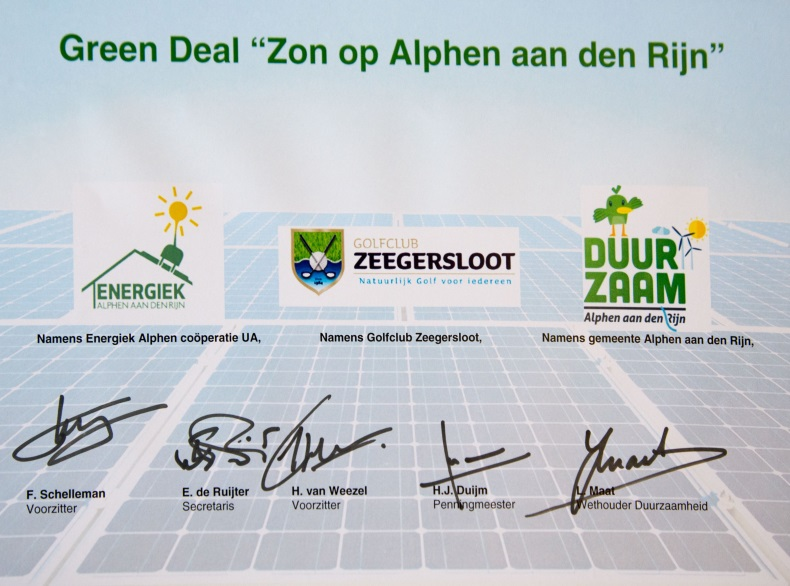 Green Deal “Zon op Alphen aan den Rijn”
ENERGIEK
ALPHEN AAN DEN RIJN
GOLFCLUB
ZEEGERSLOOT
Natuurlijk Golf voor iedereen
DUUR
ZAAM
Alphen aan den Rijn
Namens Energiek Alphen coöperatie UA,
Namens Golfclub Zeegersloot,
Namens gemeente Alphen aan den Rijn,
F. Schelleman
Voorzitter
E. de Ruijter
Secretaris
H. van Weezel
Voorzitter
H.J. Duijm
Penningmeester
L. Maat
Wethouder Duurzaamheid